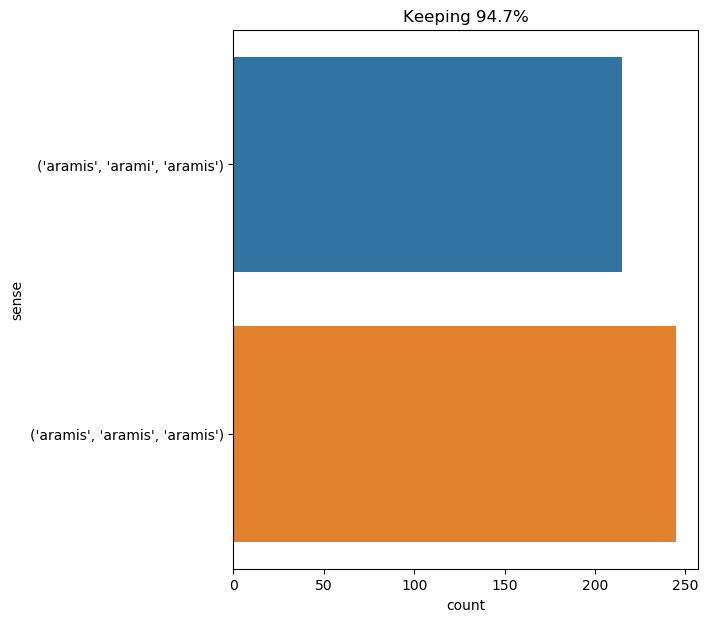 Keeping 94.7%
('aramis', 'arami', 'aramis')
sense
('aramis', 'aramis', 'aramis')
0 50 100 150 200 250
count